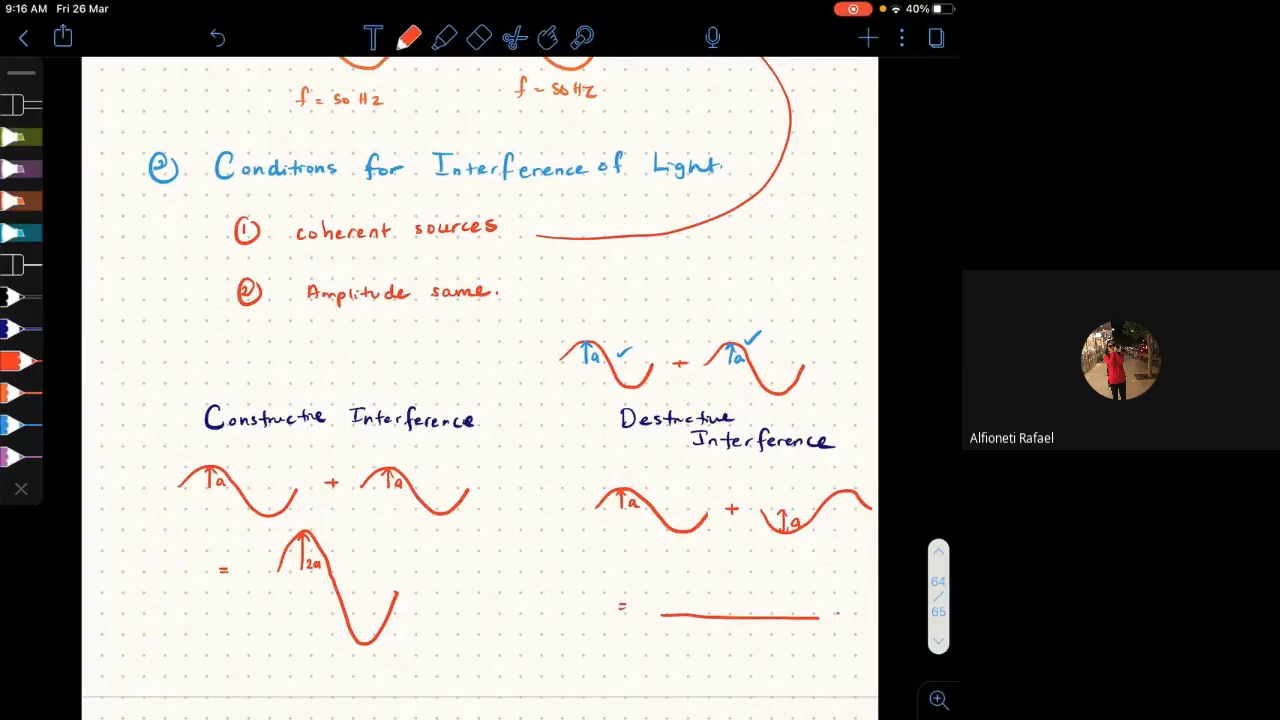 9:16 AM Fri 26 Mar
40%
f = 50 Hz
f = 50 HZ
② Conditions for Interference of Light.
① coherent sources
② Amplitude same.
a + a
Constructive Interference
Destructive
Interference
a + a
a + a
= 2a
=
64
/
65
Alfioneti Rafael